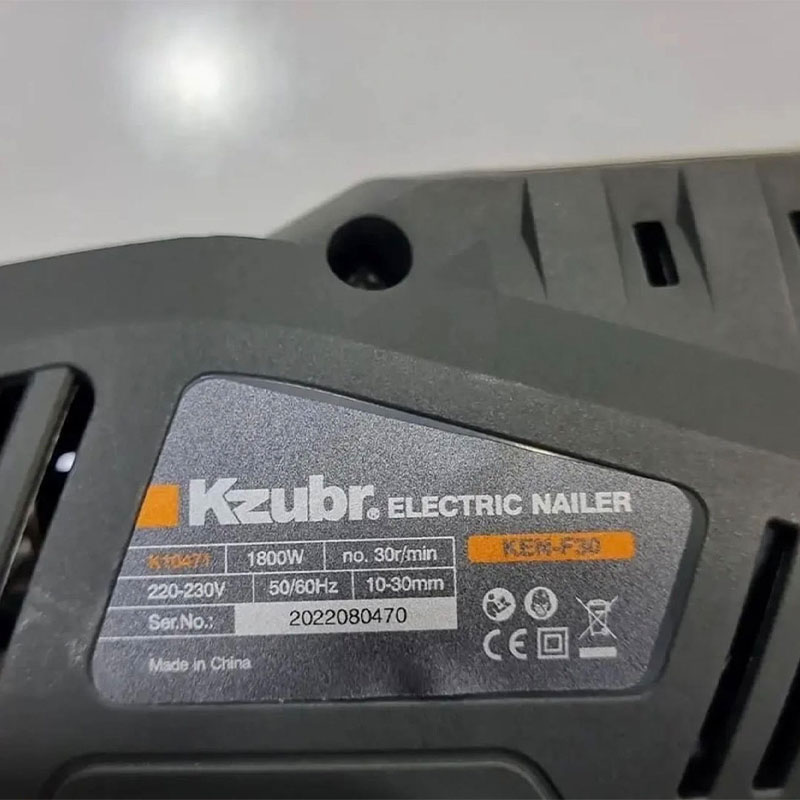 Kzubr® ELECTRIC NAILER
KEN-F30
K10471 1800W no. 30r/min
220-230V 50/60Hz 10-30mm
Ser.No.: 2022080470
Made in China
CE